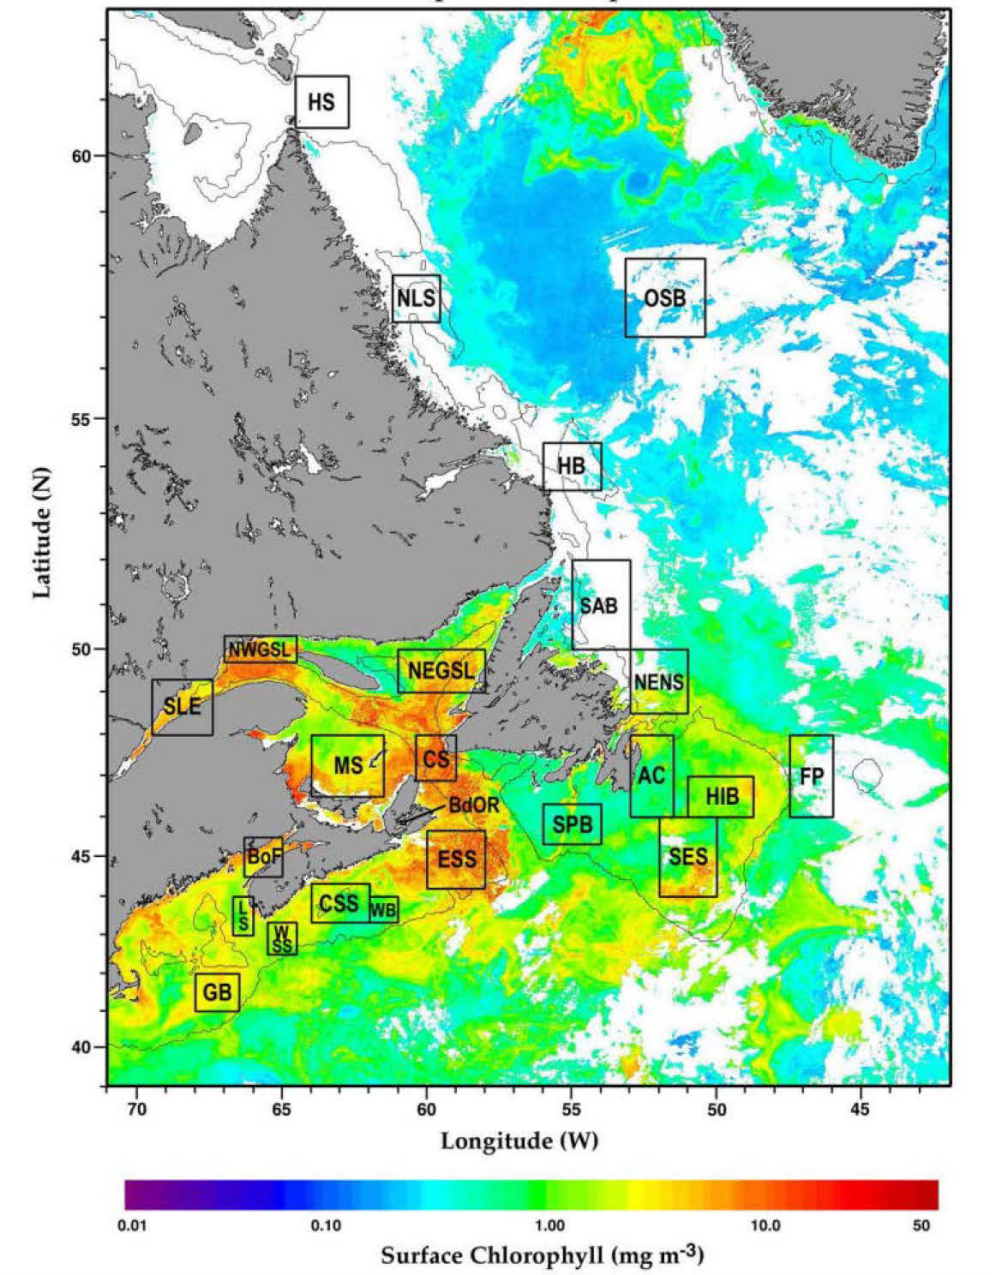 HS
60
NLS
OSB
55
HB
SAB
50
NWGSL
NEGSL
NENS
SLE
MS
CS
AC
FP
HIB
BdOR
SPB
45
BoF
ESS
SES
CSS
WB
L
S
W
SS
GB
40
70 65 60 55 50 45
Latitude (N)
Longitude (W)
0.01 0.10 1.00 10.0 50
Surface Chlorophyll (mg m-3)